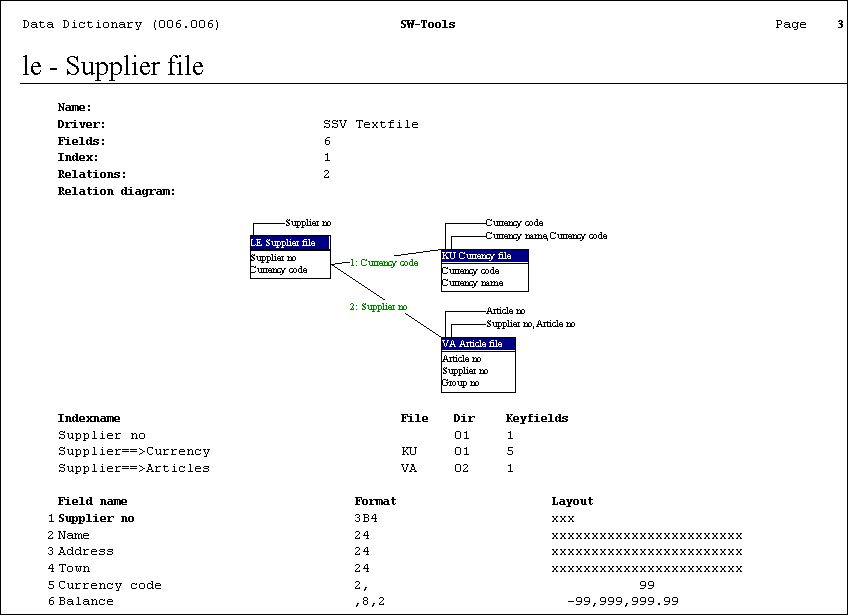 Data Dictionary (006.006) SW-Tools Page 3
le - Supplier file
Name:
Driver: SSV Textfile
Fields: 6
Index: 1
Relations: 2
Relation diagram:
Supplier no
LE Supplier file
Supplier no
Currency code
1: Currency code
2: Supplier no
Currency code
Currency name,Currency code
KU Currency file
Currency code
Currency name
Article no
Supplier no, Article no
VA Article file
Article no
Supplier no
Group no
Indexname File Dir Keyfields
Supplier no 01 1
Supplier==>Currency KU 01 5
Supplier==>Articles VA 02 1
Field name Format Layout
1 Supplier no 3B4 xxx
2 Name 24 xxxxxxxxxxxxxxxxxxxxxxxx
3 Address 24 xxxxxxxxxxxxxxxxxxxxxxxx
4 Town 24 xxxxxxxxxxxxxxxxxxxxxxxx
5 Currency code 2, 99
6 Balance ,8,2 -99,999,999.99